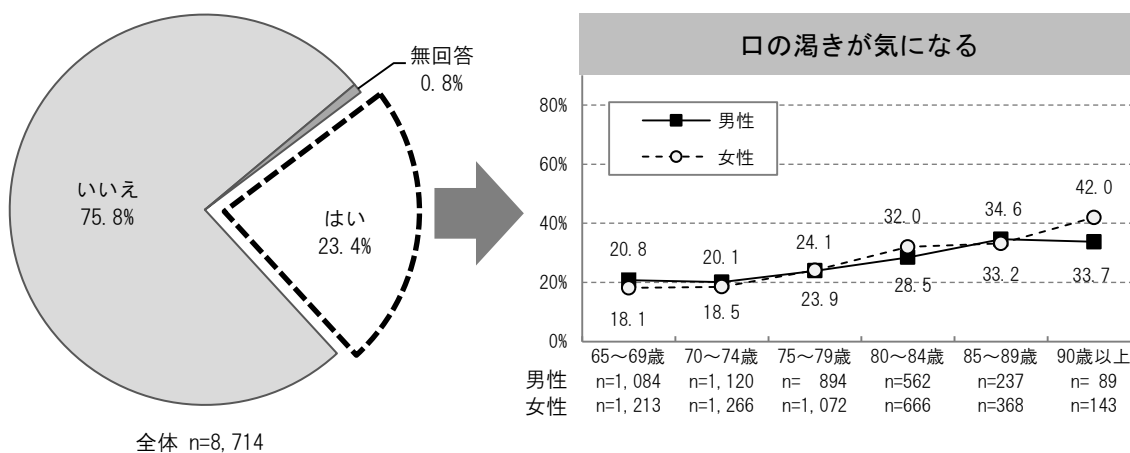 無回答
0.8%
いいえ
75.8%
はい
23.4%
全体 n=8,714
口の渇きが気になる
80%
60%
40%
20%
0%
男性
女性
20.8 20.1 24.1 32.0 34.6 42.0
18.1 18.5 23.9 28.5 33.2 33.7
65～69歳 70～74歳 75～79歳 80～84歳 85～89歳 90歳以上
男性 n=1,084 n=1,120 n= 894 n=562 n=237 n= 89
女性 n=1,213 n=1,266 n=1,072 n=666 n=368 n=143